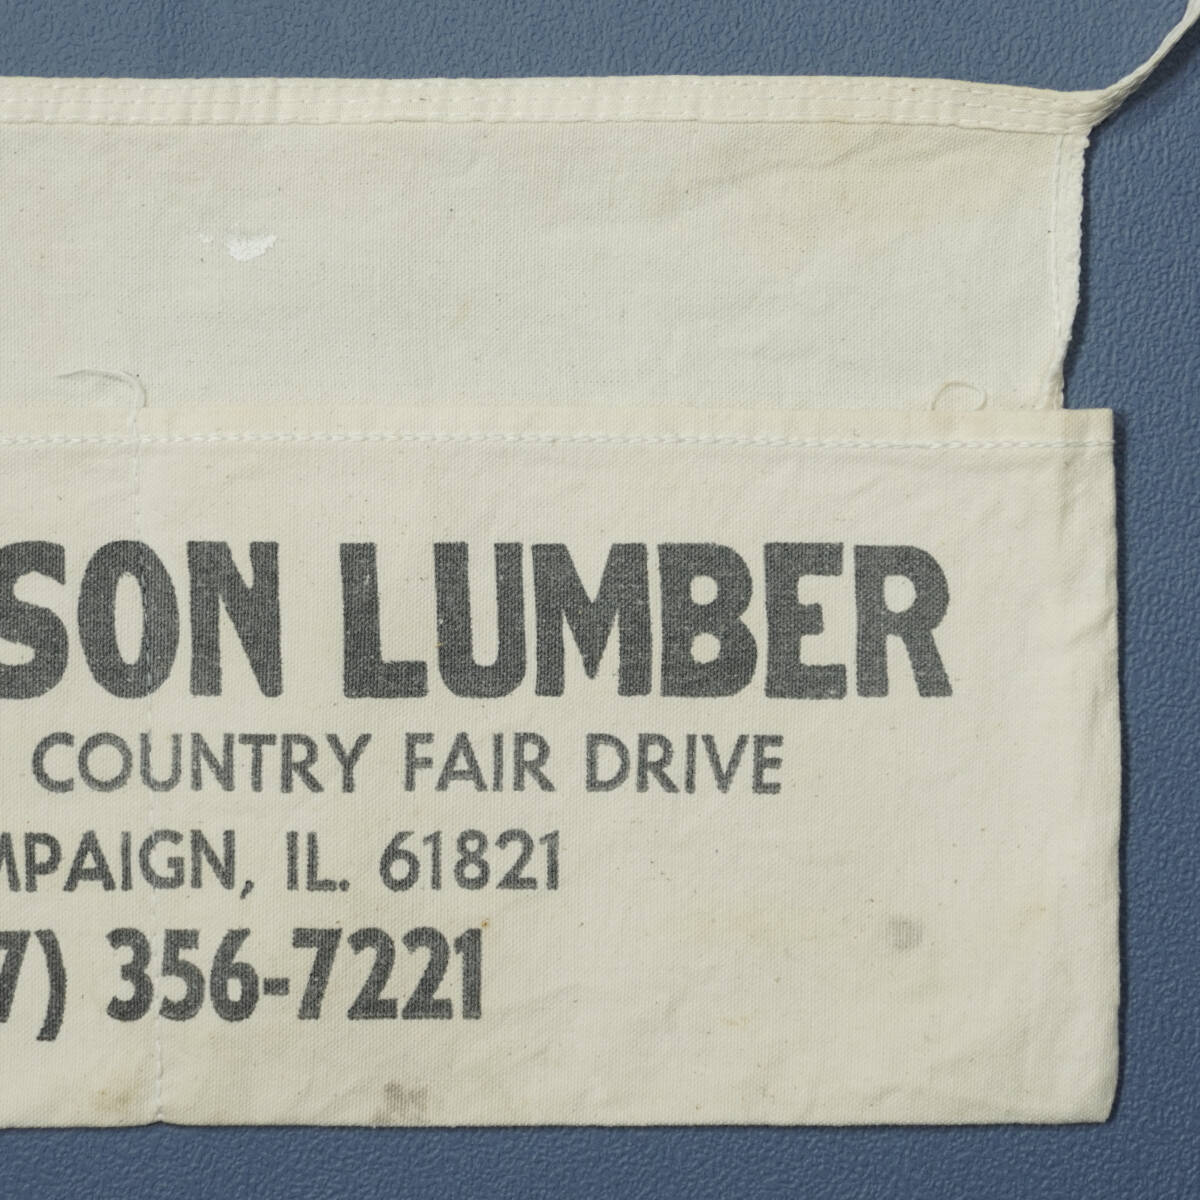 SON LUMBER
COUNTRY FAIR DRIVE
MPAIGN, IL. 61821
7) 356-7221